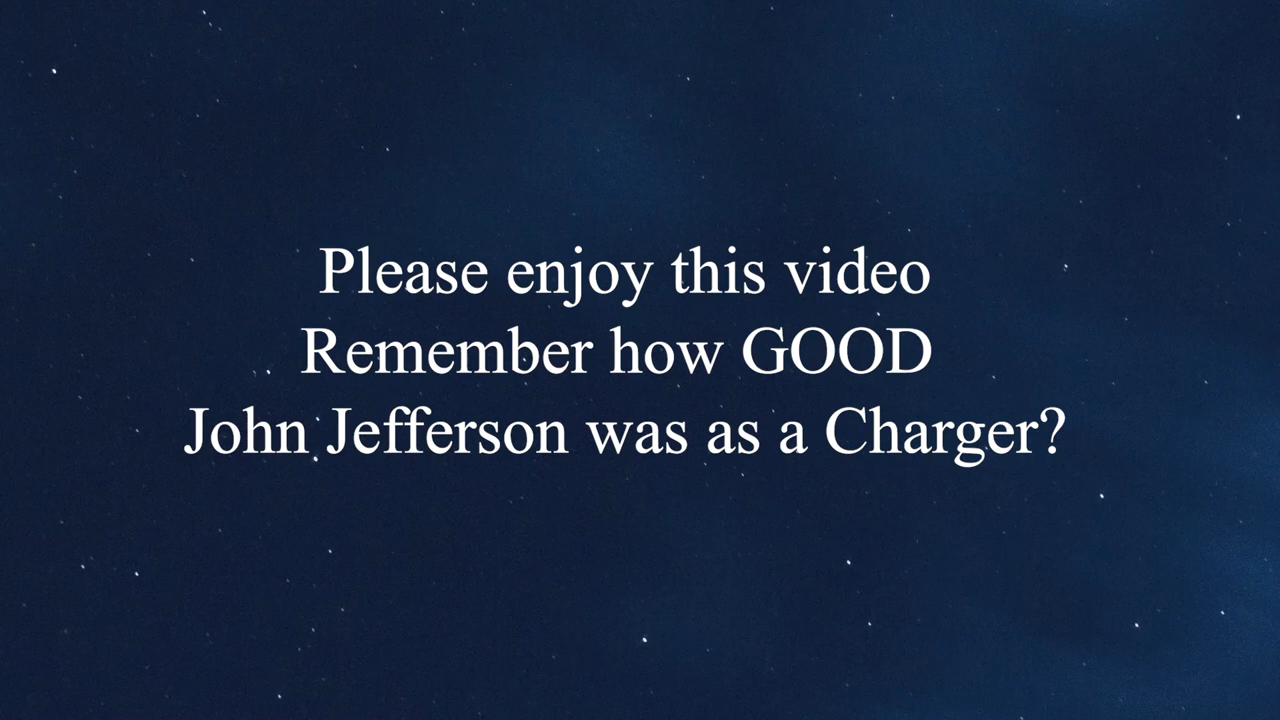 Please enjoy this video
Remember how GOOD
John Jefferson was as a Charger?